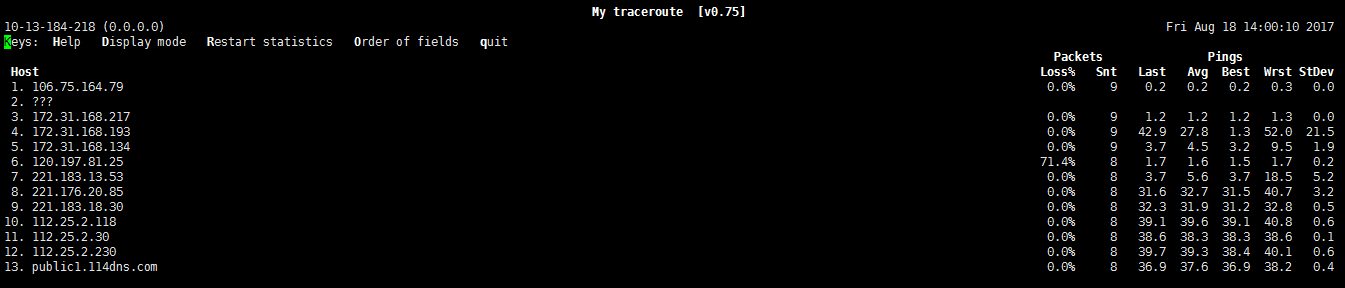 My traceroute [v0.75]
10-13-184-218 (0.0.0.0) Fri Aug 18 14:00:10 2017
Keys: Help Display mode Restart statistics Order of fields quit
Packets Pings
Host Loss% Snt Last Avg Best Wrst StDev
1. 106.75.164.79 0.0% 9 0.2 0.2 0.2 0.3 0.0
2. ???
3. 172.31.168.217 0.0% 9 1.2 1.2 1.2 1.3 0.0
4. 172.31.168.193 0.0% 9 42.9 27.8 1.3 52.0 21.5
5. 172.31.168.134 0.0% 9 3.7 4.5 3.2 9.5 1.9
6. 120.197.81.25 71.4% 8 1.7 1.6 1.5 1.7 0.2
7. 221.183.13.53 0.0% 8 3.7 5.6 3.7 18.5 5.2
8. 221.176.20.85 0.0% 8 31.6 32.7 31.5 40.7 3.2
9. 221.183.18.30 0.0% 8 32.3 31.9 31.2 32.8 0.5
10. 112.25.2.118 0.0% 8 39.1 39.6 39.1 40.8 0.6
11. 112.25.2.30 0.0% 8 38.6 38.3 38.3 38.6 0.1
12. 112.25.2.230 0.0% 8 39.7 39.3 38.4 40.1 0.6
13. public1.114dns.com 0.0% 8 36.9 37.6 36.9 38.2 0.4